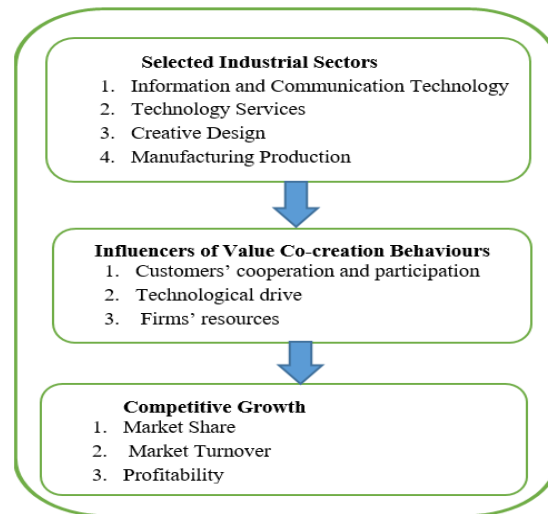 Selected Industrial Sectors
1. Information and Communication Technology
2. Technology Services
3. Creative Design
4. Manufacturing Production
Influencers of Value Co-creation Behaviours
1. Customers’ cooperation and participation
2. Technological drive
3. Firms’ resources
Competitive Growth
1. Market Share
2. Market Turnover
3. Profitability